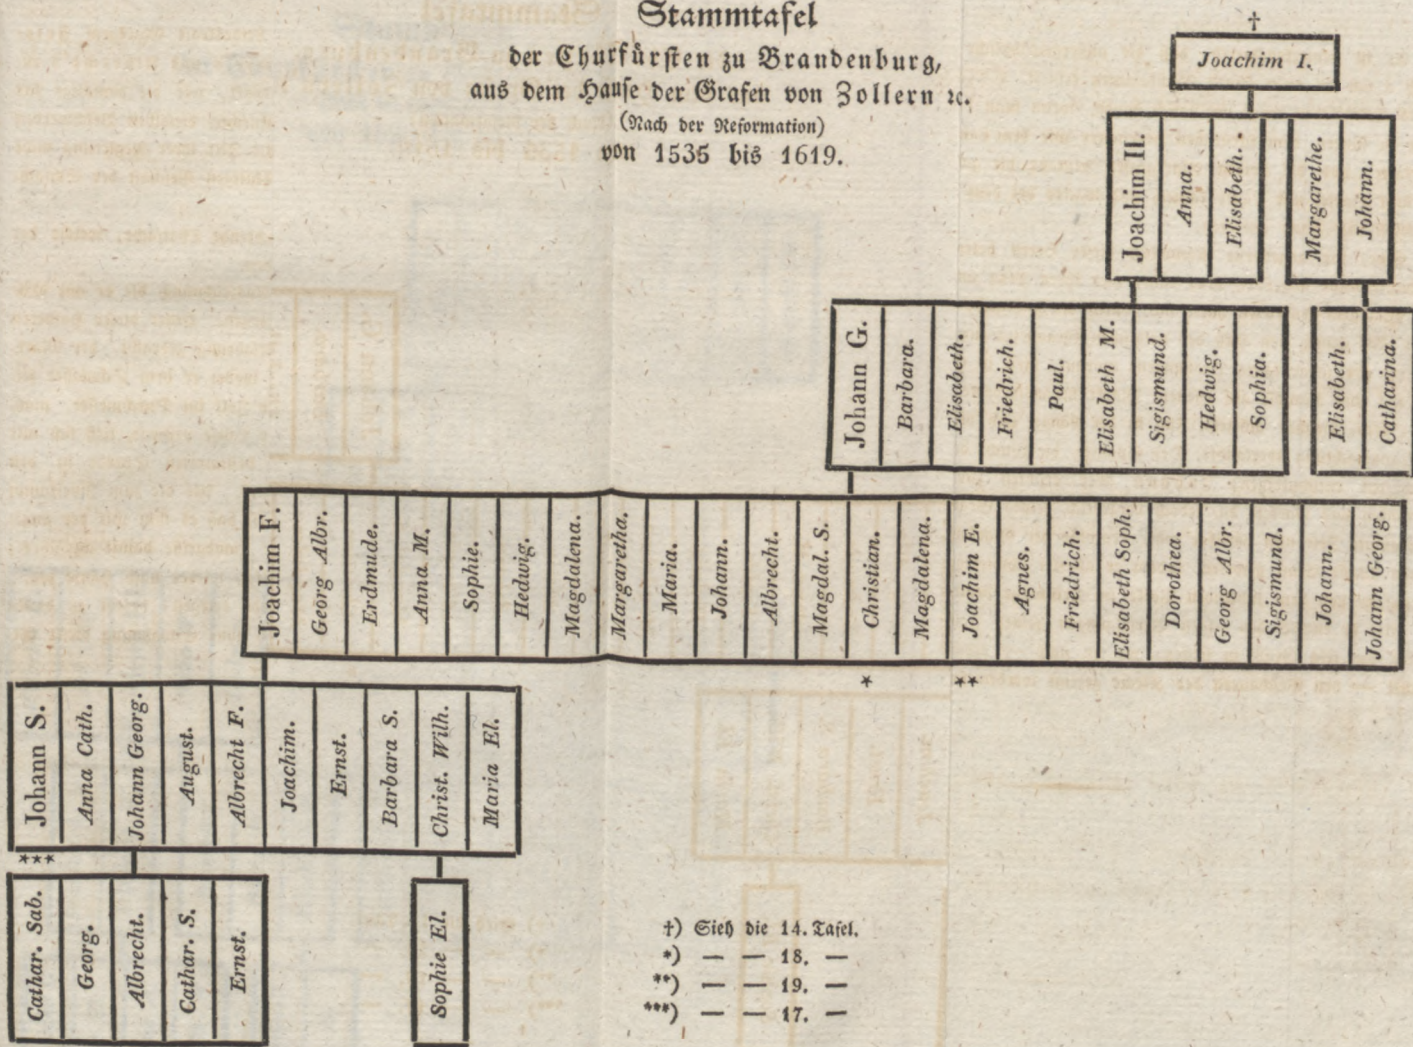 Stammtafel
der Churfürsten zu Brandenburg,
aus dem Hause der Grafen von Zollern ꝛc.
(Nach der Reformation)
von 1535 bis 1619.
†
Joachim I.
Joachim II.
Anna.
Elisabeth.
Margarethe.
Johann.
Johann G.
Barbara.
Elisabeth.
Friedrich.
Paul.
Elisabeth M.
Sigismund.
Hedwig.
Sophia.
Elisabeth.
Catharina.
Joachim F.
Georg Albr.
Erdmude.
Anna M.
Sophie.
Hedwig.
Magdalena.
Margaretha.
Maria.
Johann.
Albrecht.
Magdal. S.
Christian.
Magdalena.
Joachim E.
Agnes.
Friedrich.
Elisabeth Soph.
Dorothea.
Georg Albr.
Sigismund.
Johann.
Johann Georg.
*
**
Johann S.
Anna Cath.
Johann Georg.
August.
Albrecht F.
Joachim.
Ernst.
Barbara S.
Christ. Wilh.
Maria El.
***
Cathar. Sab.
Georg.
Albrecht.
Cathar. S.
Ernst.
Sophie El.
†) Sieh die 14. Tafel.
*) — — 18. —
**) — — 19. —
***) — — 17. —